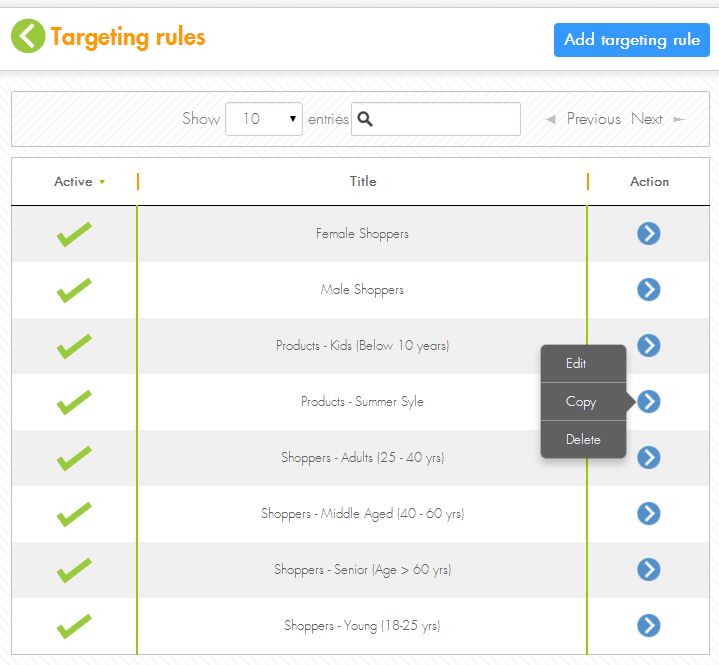 Targeting rules
Add targeting rule
Show 10 entries Previous Next
Active Title Action
Female Shoppers
Male Shoppers
Products - Kids (Below 10 years)
Edit
Products - Summer Syle
Copy
Delete
Shoppers - Adults (25 - 40 yrs)
Shoppers - Middle Aged (40 - 60 yrs)
Shoppers - Senior (Age > 60 yrs)
Shoppers - Young (18-25 yrs)